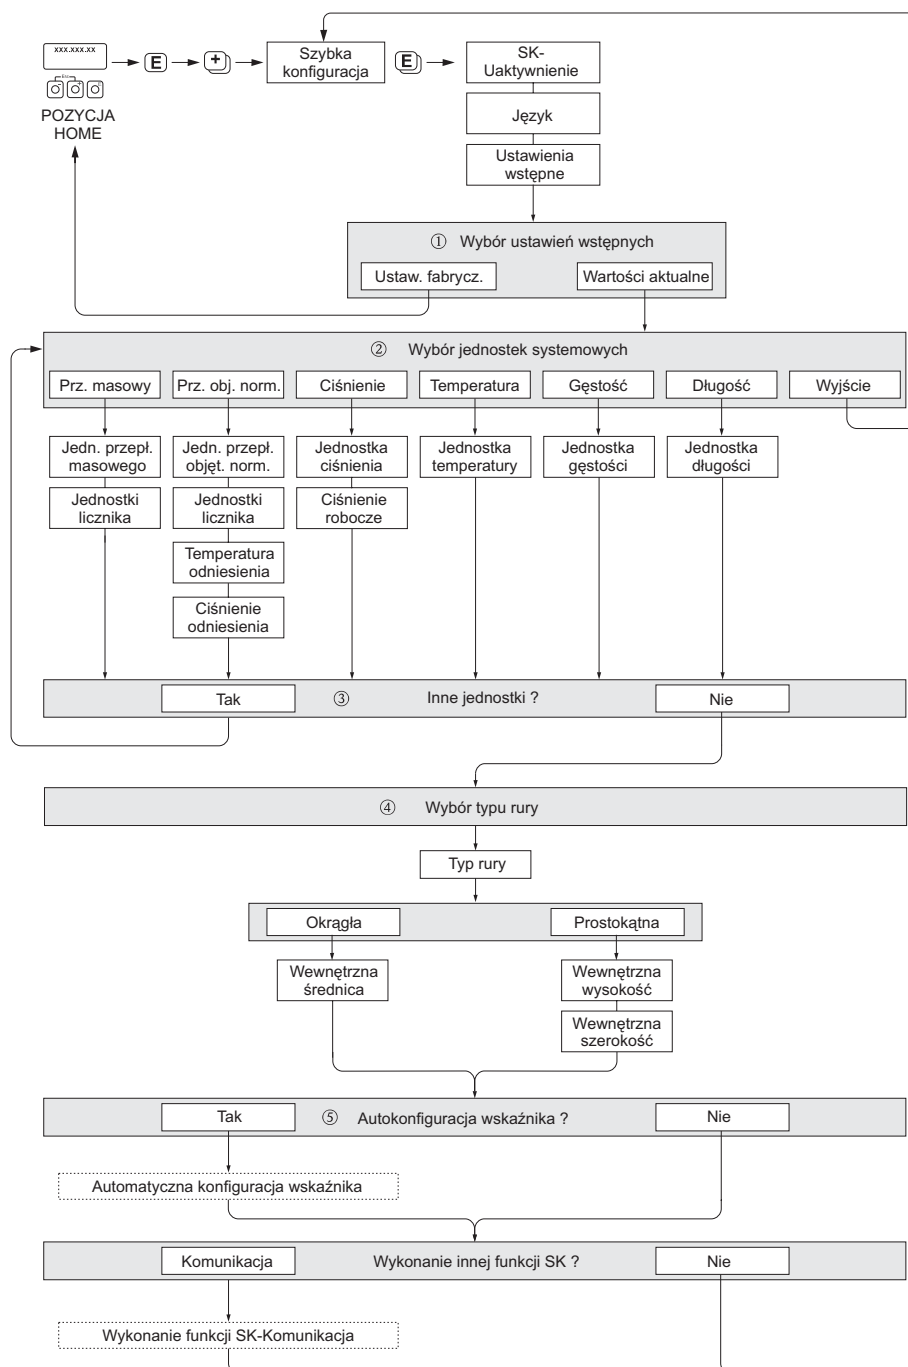 xxx.xxx.xx
Esc
E
+
Szybka
konfiguracja
E
SK-
Uaktywnienie
POZYCJA
HOME
Język
Ustawienia
wstępne
① Wybór ustawień wstępnych
Ustaw. fabrycz.
Wartości aktualne
② Wybór jednostek systemowych
Prz. masowy
Prz. obj. norm.
Ciśnienie
Temperatura
Gęstość
Długość
Wyjście
Jedn. przepł.
masowego
Jedn. przepł.
objęt. norm.
Jednostka
ciśnienia
Jednostka
temperatury
Jednostka
gęstości
Jednostka
długości
Jednostki
licznika
Jednostki
licznika
Ciśnienie
robocze
Temperatura
odniesienia
Ciśnienie
odniesienia
Tak
③ Inne jednostki ?
Nie
④ Wybór typu rury
Typ rury
Okrągła
Prostokątna
Wewnętrzna
średnica
Wewnętrzna
wysokość
Wewnętrzna
szerokość
Tak
⑤ Autokonfiguracja wskaźnika ?
Nie
Automatyczna konfiguracja wskaźnika
Komunikacja
Wykonanie innej funkcji SK ?
Nie
Wykonanie funkcji SK-Komunikacja